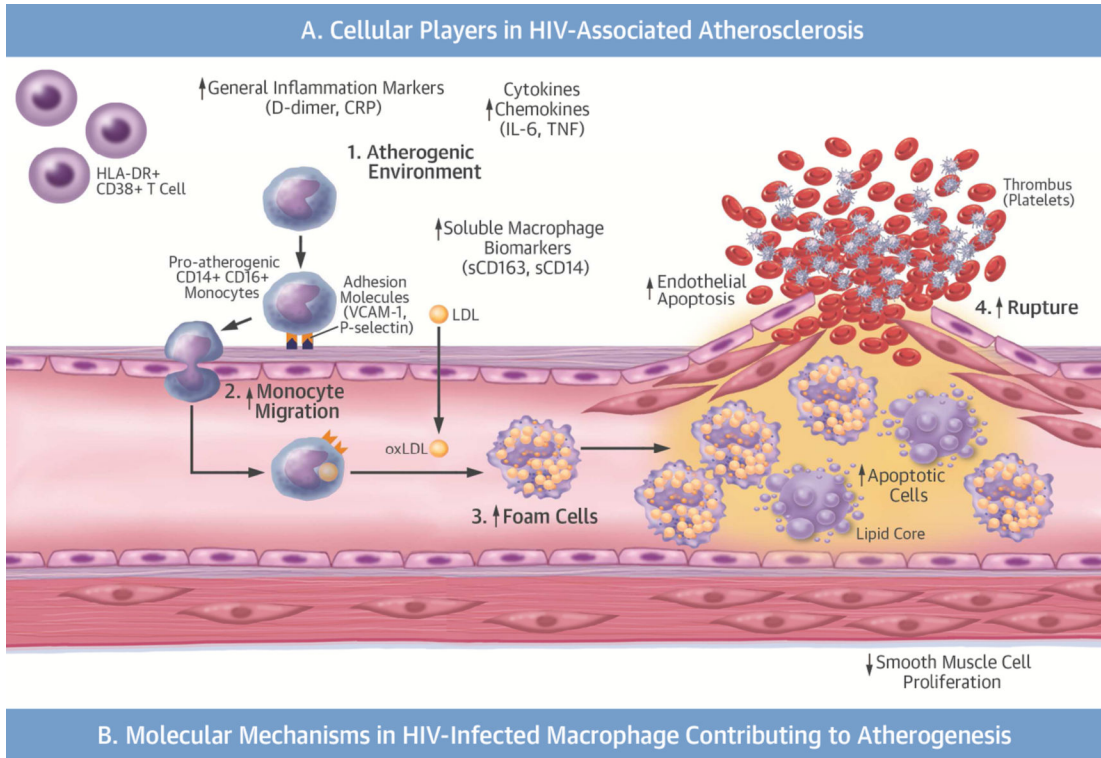 A. Cellular Players in HIV-Associated Atherosclerosis
General Inflammation Markers
(D-dimer, CRP)
Cytokines
Chemokines
(IL-6, TNF)
1. Atherogenic
Environment
HLA-DR+
CD38+ T Cell
Soluble Macrophage
Biomarkers
(sCD163, sCD14)
Thrombus
(Platelets)
Pro-atherogenic
CD14+ CD16+
Monocytes
Adhesion
Molecules
(VCAM-1,
P-selectin)
LDL
Endothelial
Apoptosis
4. Rupture
2. Monocyte
Migration
oxLDL
3. Foam Cells
Apoptotic
Cells
Lipid Core
Smooth Muscle Cell
Proliferation
B. Molecular Mechanisms in HIV-Infected Macrophage Contributing to Atherogenesis